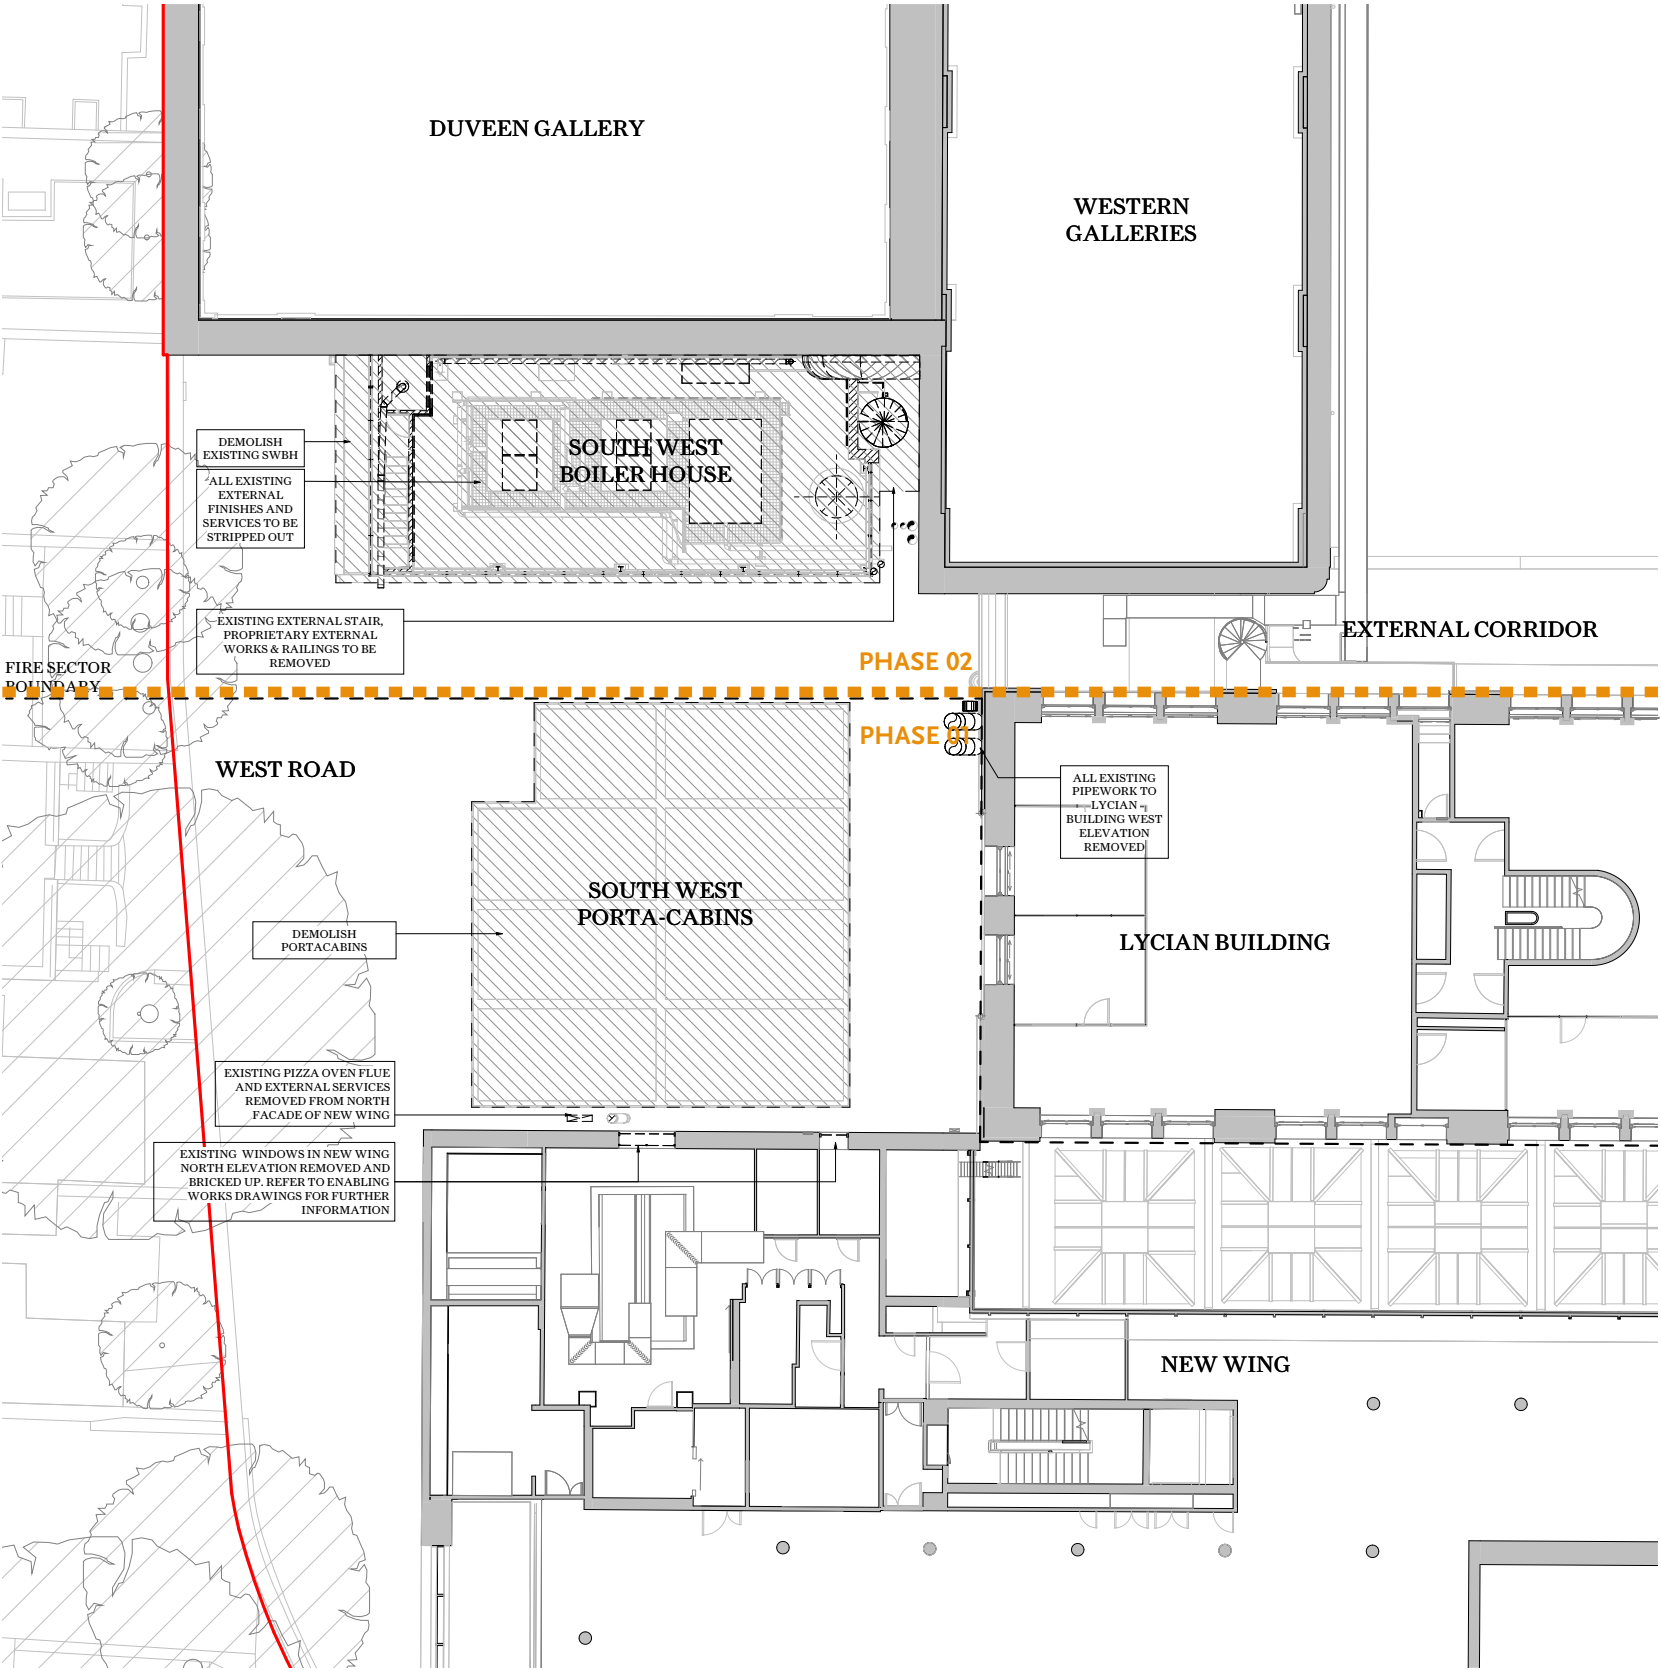 DUVEEN GALLERY
WESTERN
GALLERIES
DEMOLISH
EXISTING SWBH
SOUTH WEST
BOILER HOUSE
ALL EXISTING
EXTERNAL
FINISHES AND
SERVICES TO BE
STRIPPED OUT
EXISTING EXTERNAL STAIR,
PROPRIETARY EXTERNAL
WORKS & RAILINGS TO BE
REMOVED
EXTERNAL CORRIDOR
FIRE SECTOR
BOUNDARY
PHASE 02
PHASE 01
WEST ROAD
ALL EXISTING
PIPEWORK TO
LYCIAN
BUILDING WEST
ELEVATION
REMOVED
SOUTH WEST
PORTA-CABINS
DEMOLISH
PORTACABINS
LYCIAN BUILDING
EXISTING PIZZA OVEN FLUE
AND EXTERNAL SERVICES
REMOVED FROM NORTH
FACADE OF NEW WING
EXISTING WINDOWS IN NEW WING
NORTH ELEVATION REMOVED AND
BRICKED UP. REFER TO ENABLING
WORKS DRAWINGS FOR FURTHER
INFORMATION
NEW WING